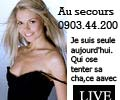 Au secours
0903.44.200
Je suis seule
aujourd'hui.
Qui ose
tenter sa
cha,ce aavec
LIVE